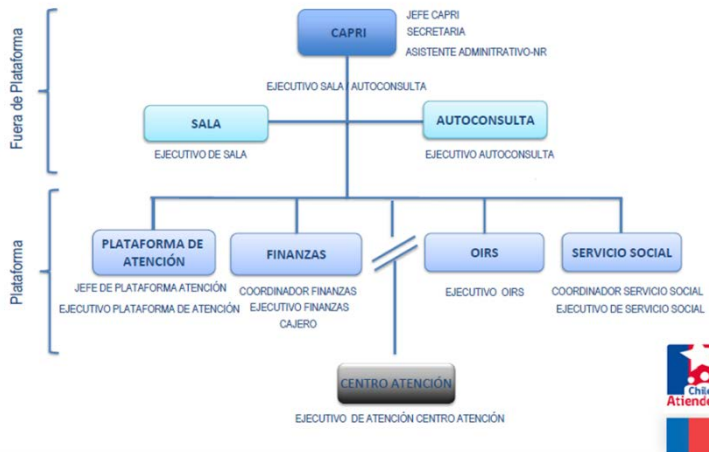 CAPRI
JEFE CAPRI
SECRETARIA
ASISTENTE ADMINITRATIVO-NR
Fuera de Plataforma
EJECUTIVO SALA / AUTOCONSULTA
SALA
AUTOCONSULTA
EJECUTIVO DE SALA
EJECUTIVO AUTOCONSULTA
Plataforma
PLATAFORMA DE
ATENCIÓN
FINANZAS
OIRS
SERVICIO SOCIAL
JEFE DE PLATAFORMA ATENCIÓN
EJECUTIVO PLATAFORMA DE ATENCIÓN
COORDINADOR FINANZAS
EJECUTIVO FINANZAS
CAJERO
EJECUTIVO OIRS
COORDINADOR SERVICIO SOCIAL
EJECUTIVO DE SERVICIO SOCIAL
CENTRO ATENCIÓN
EJECUTIVO DE ATENCIÓN CENTRO ATENCIÓN
Chile